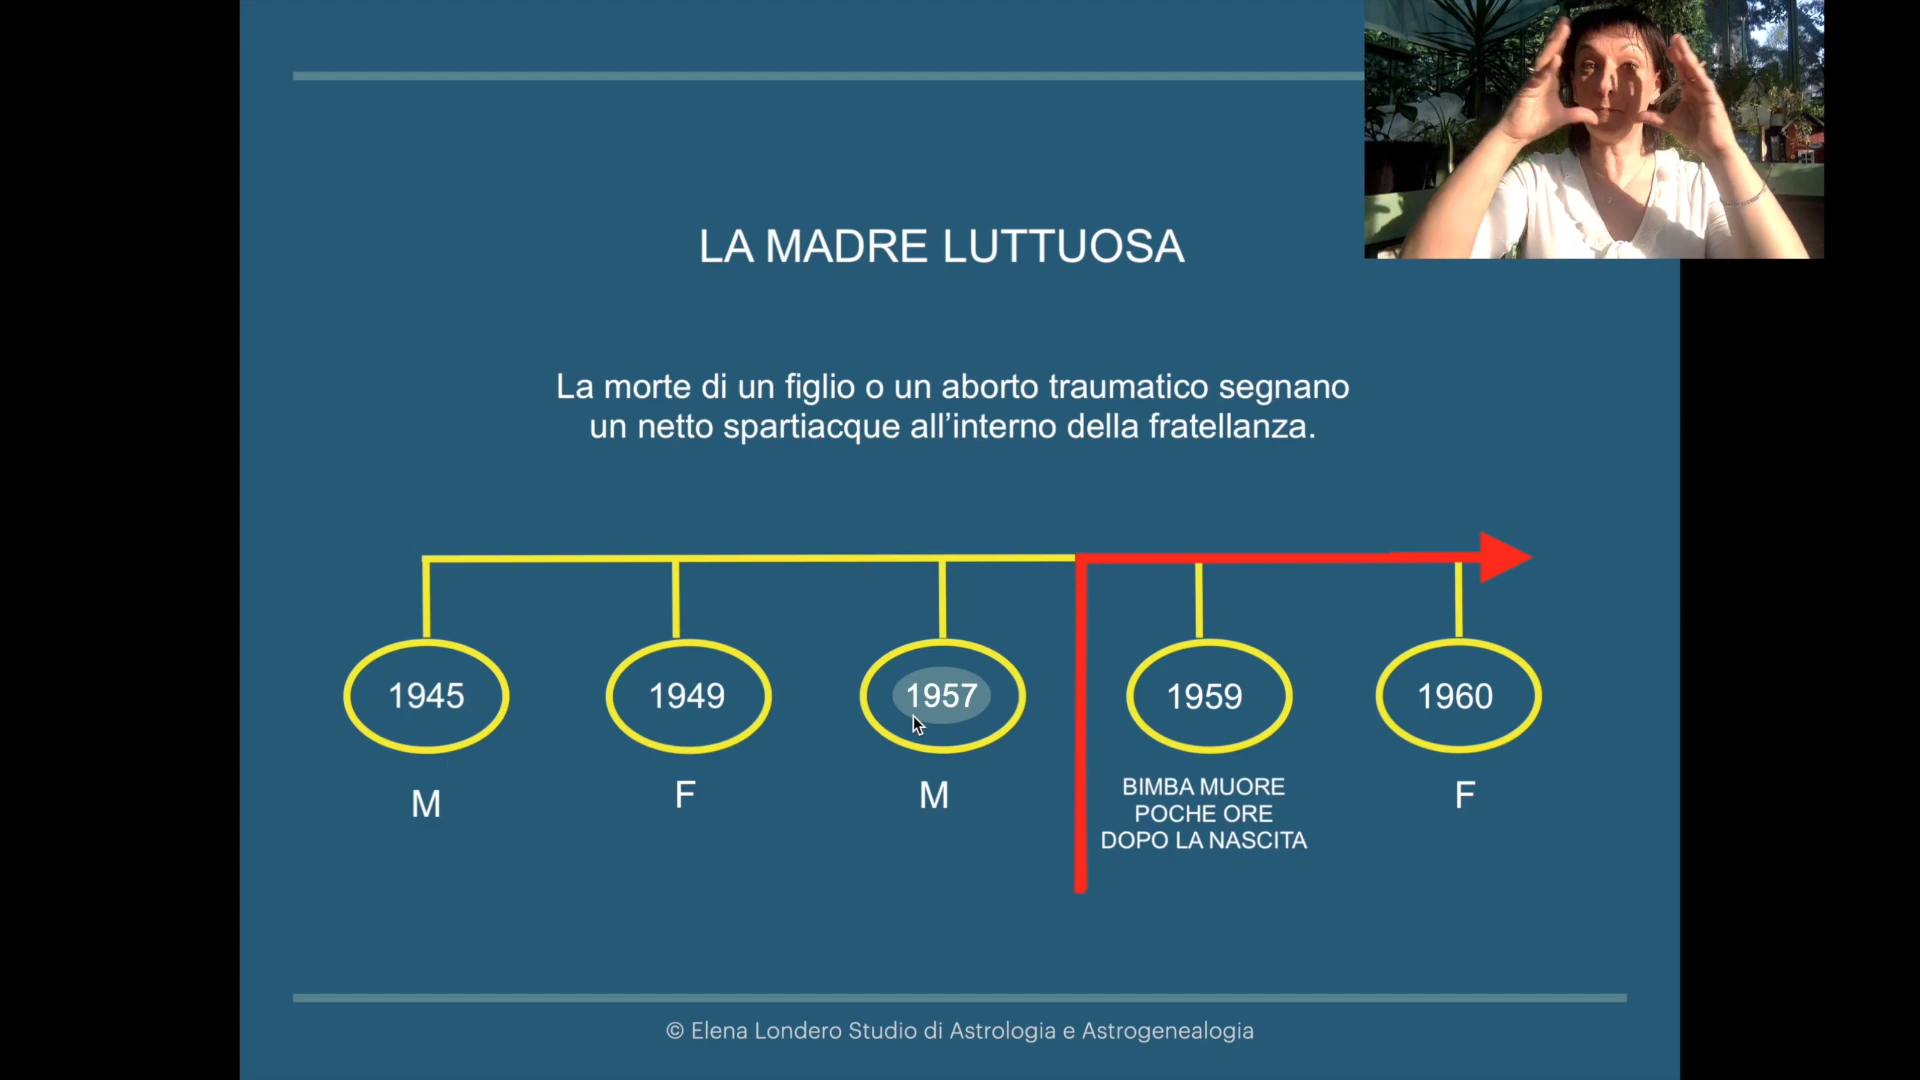 LA MADRE LUTTUOSA
La morte di un figlio o un aborto traumatico segnano
un netto spartiacque all’interno della fratellanza.
1945
1949
1957
1959
1960
M
F
M
BIMBA MUORE
POCHE ORE
DOPO LA NASCITA
F
© Elena Londero Studio di Astrologia e Astrogenealogia